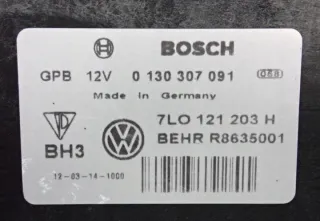 BOSCH
GPB 12V 0 130 307 091
Made in Germany
7LO 121 203 H
BH3 BEHR R8635001
12-03-14-1000